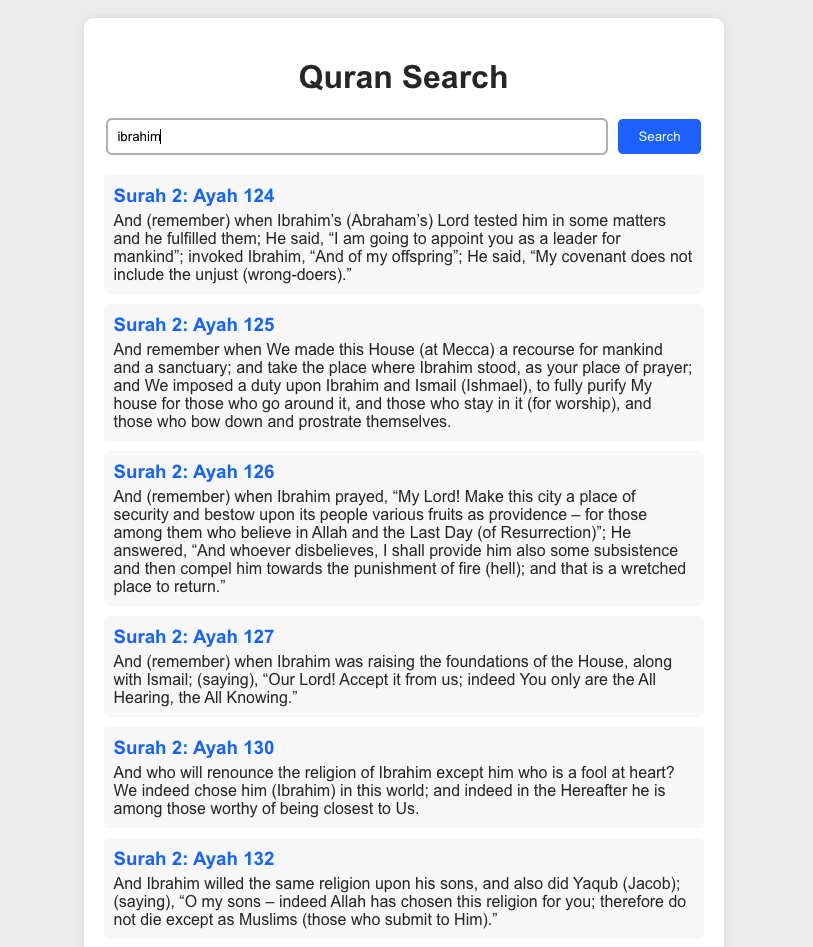 Quran Search
ibrahim
Search
Surah 2: Ayah 124
And (remember) when Ibrahim’s (Abraham’s) Lord tested him in some matters
and he fulfilled them; He said, “I am going to appoint you as a leader for
mankind”; invoked Ibrahim, “And of my offspring”; He said, “My covenant does not
include the unjust (wrong-doers).”
Surah 2: Ayah 125
And remember when We made this House (at Mecca) a recourse for mankind
and a sanctuary; and take the place where Ibrahim stood, as your place of prayer;
and We imposed a duty upon Ibrahim and Ismail (Ishmael), to fully purify My
house for those who go around it, and those who stay in it (for worship), and
those who bow down and prostrate themselves.
Surah 2: Ayah 126
And (remember) when Ibrahim prayed, “My Lord! Make this city a place of
security and bestow upon its people various fruits as providence – for those
among them who believe in Allah and the Last Day (of Resurrection)”; He
answered, “And whoever disbelieves, I shall provide him also some subsistence
and then compel him towards the punishment of fire (hell); and that is a wretched
place to return.”
Surah 2: Ayah 127
And (remember) when Ibrahim was raising the foundations of the House, along
with Ismail; (saying), “Our Lord! Accept it from us; indeed You only are the All
Hearing, the All Knowing.”
Surah 2: Ayah 130
And who will renounce the religion of Ibrahim except him who is a fool at heart?
We indeed chose him (Ibrahim) in this world; and indeed in the Hereafter he is
among those worthy of being closest to Us.
Surah 2: Ayah 132
And Ibrahim willed the same religion upon his sons, and also did Yaqub (Jacob);
(saying), “O my sons – indeed Allah has chosen this religion for you; therefore do
not die except as Muslims (those who submit to Him).”